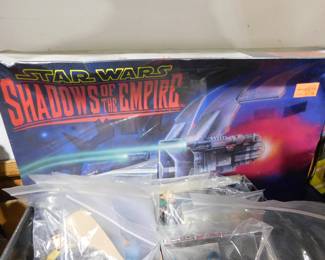 STAR WARS
SHADOWS OF THE EMPIRE